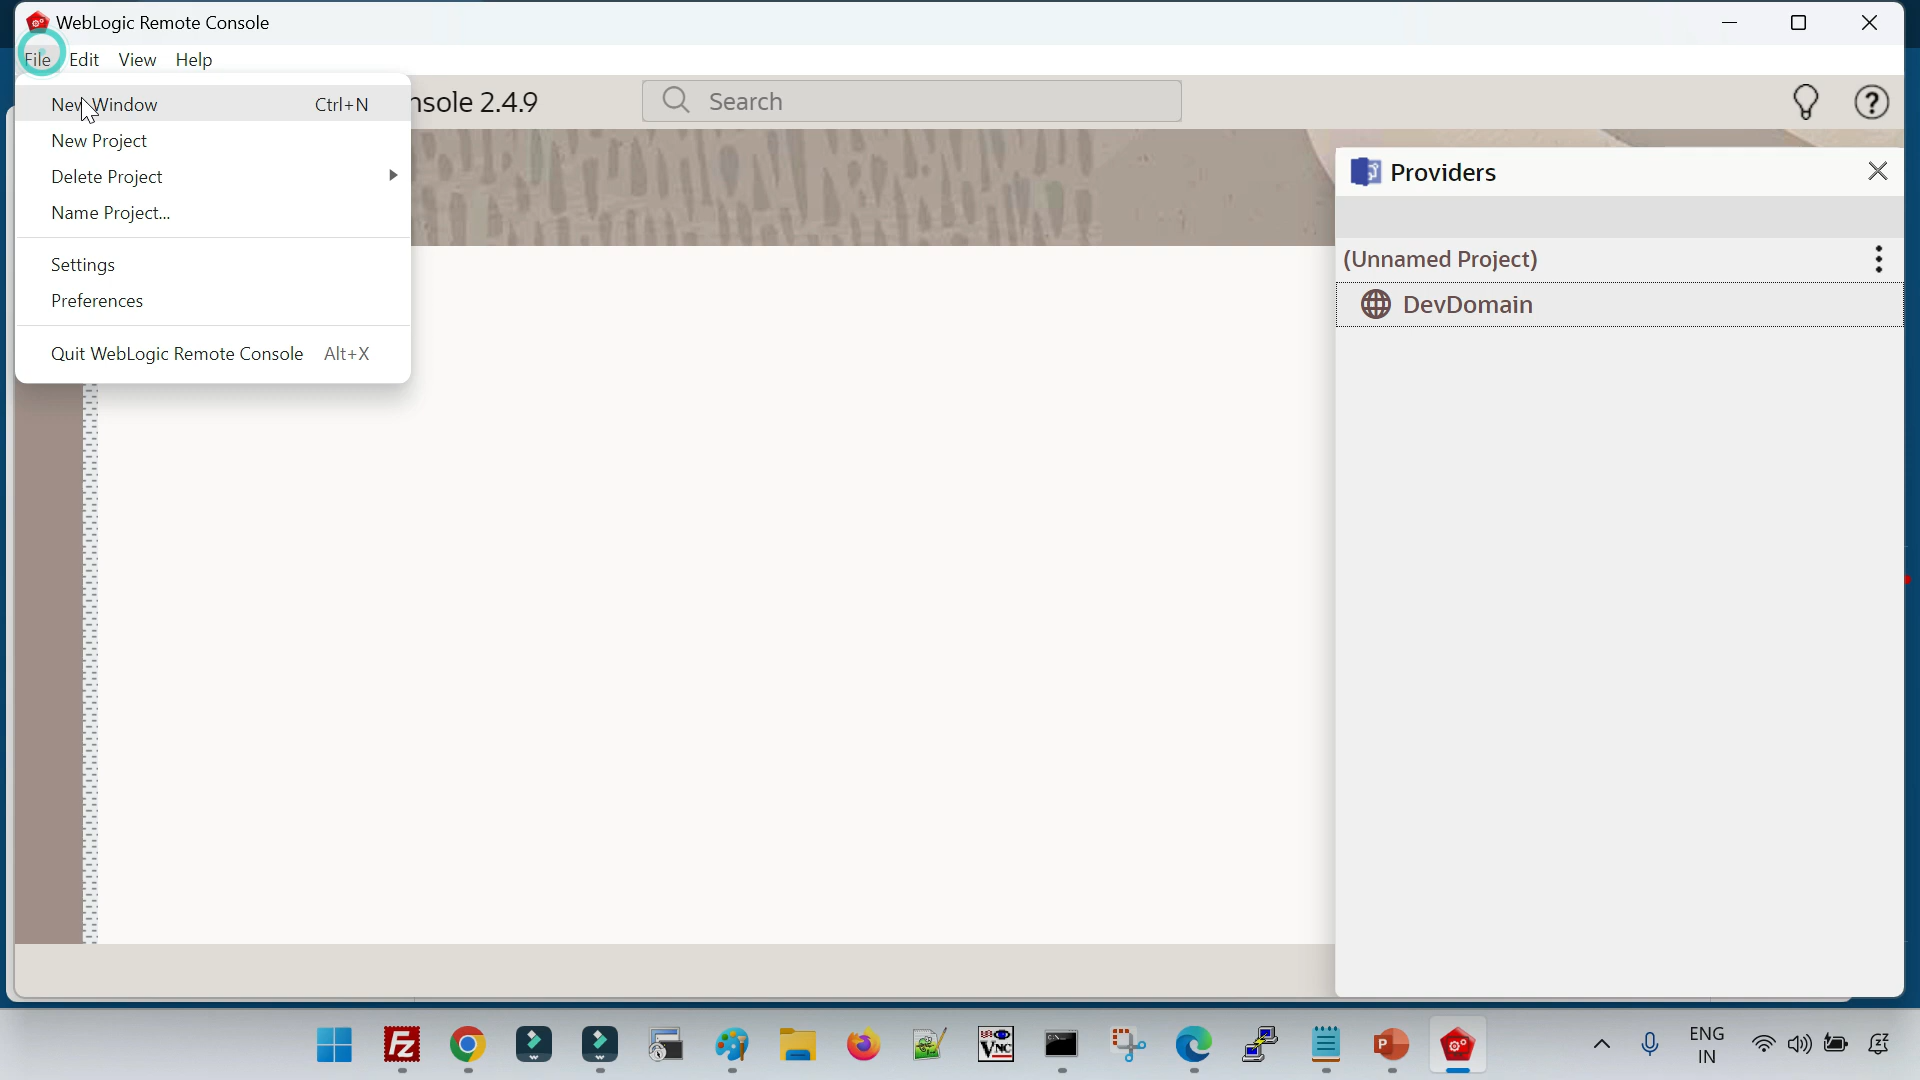 WebLogic Remote Console
File Edit View Help
New Window Ctrl+N
New Project
Delete Project
Name Project...
Settings
Preferences
Quit WebLogic Remote Console Alt+X
nsole 2.4.9
Search
Providers
(Unnamed Project)
DevDomain
ENG
IN